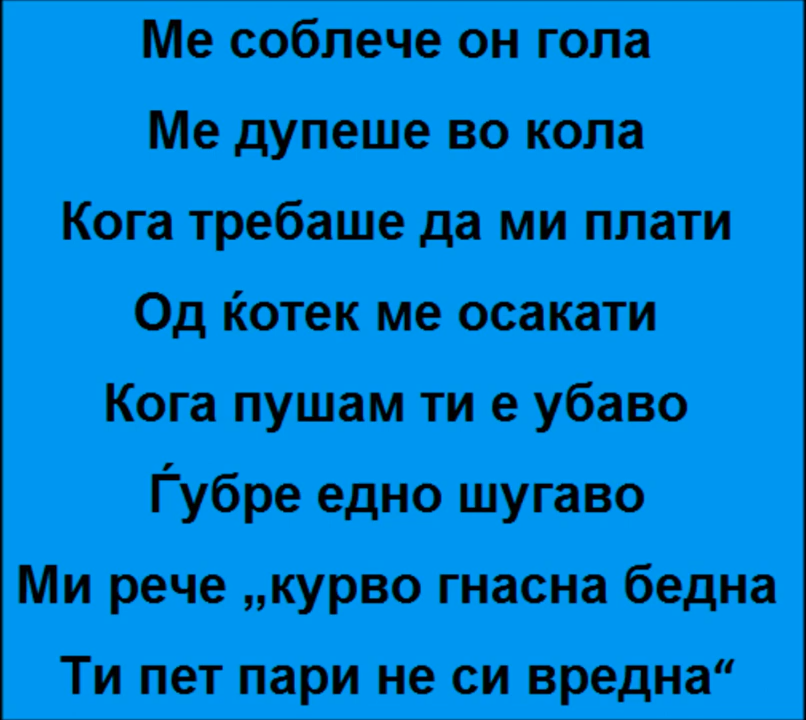 Ме соблече он гола
Ме дупеше во кола
Кога требаше да ми плати
Од ќотек ме осакати
Кога пушам ти е убаво
Ѓубре едно шугаво
Ми рече „курво гнасна бедна
Ти пет пари не си вредна“